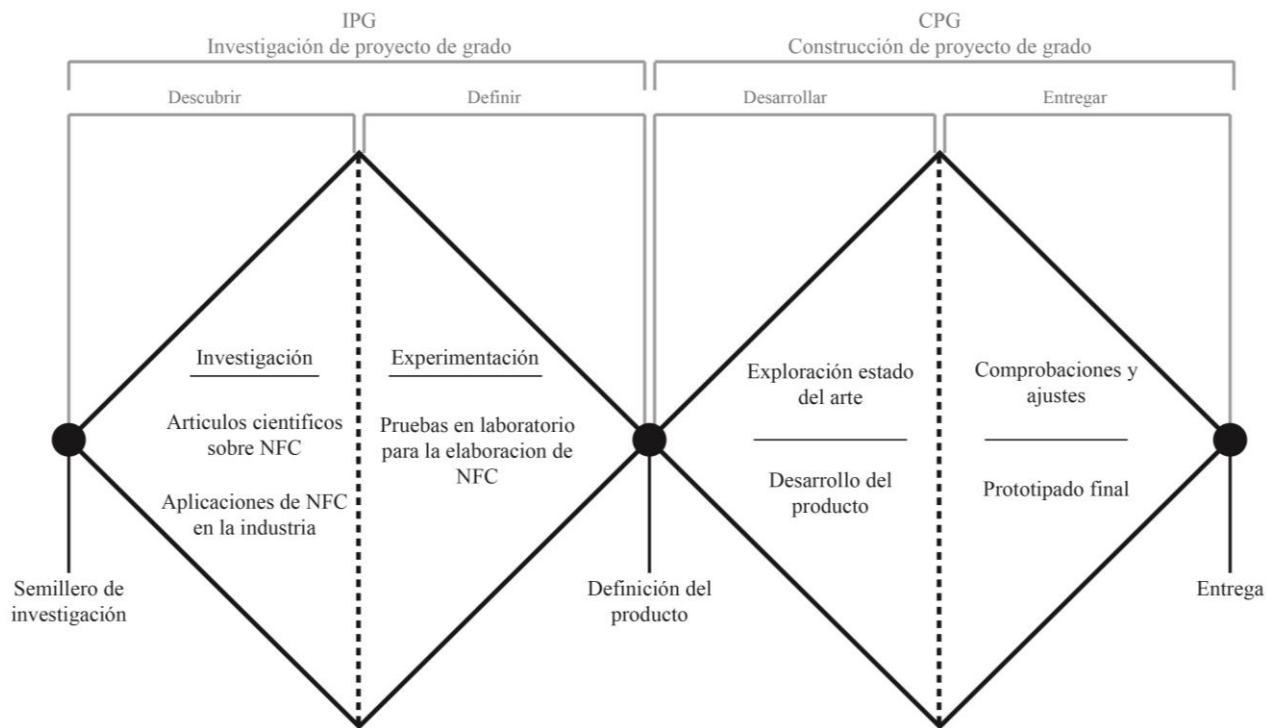 IPG
Investigación de proyecto de grado
CPG
Construcción de proyecto de grado
Descubrir
Definir
Desarrollar
Entregar
Investigación
Articulos cientificos
sobre NFC
Aplicaciones de NFC
en la industria
Experimentación
Pruebas en laboratorio
para la elaboracion de
NFC
Exploración estado
del arte
Desarrollo del
producto
Comprobaciones y
ajustes
Prototipado final
Semillero de
investigación
Definición del
producto
Entrega